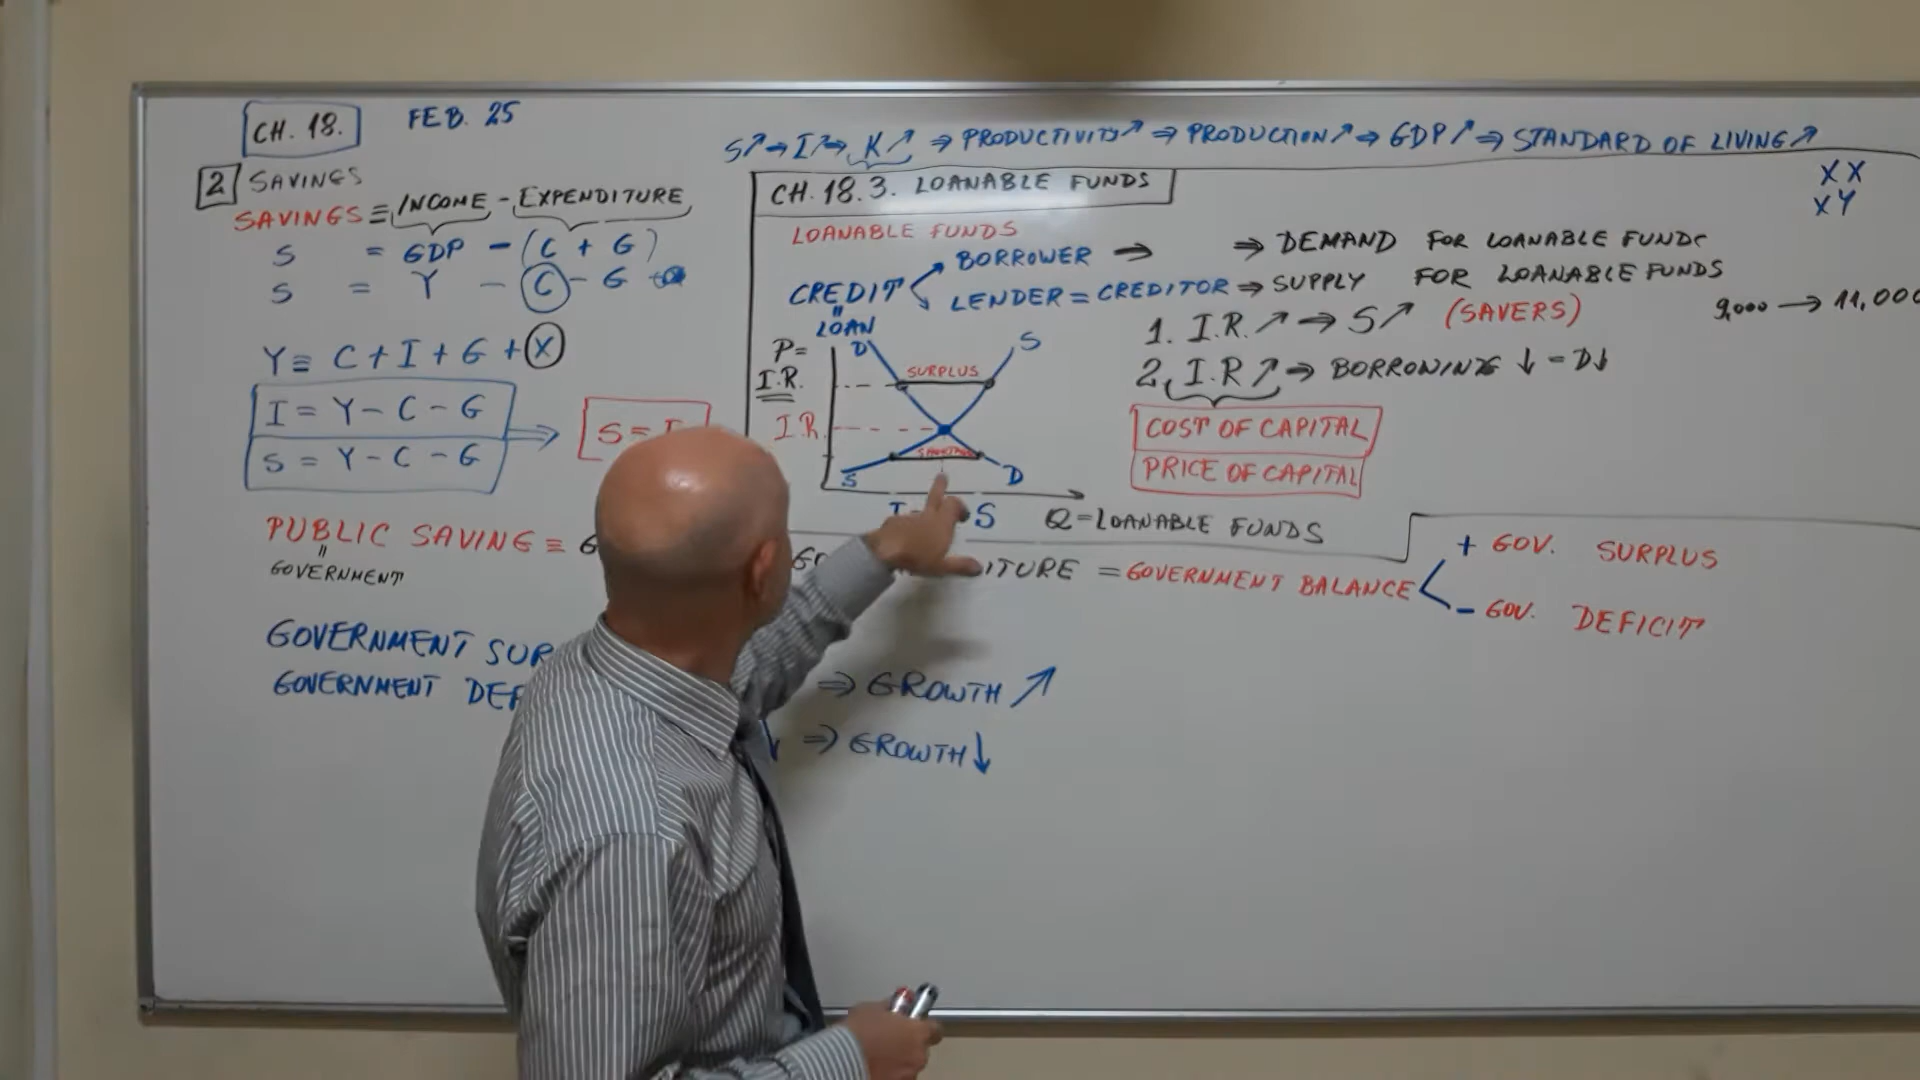 CH. 18. FEB. 25
S↗ → I↗ → K↗ ⇒ PRODUCTIVITY↗ ⇒ PRODUCTION↗ ⇒ GDP↗ ⇒ STANDARD OF LIVING↗
XX
XY
2 SAVINGS
SAVINGS ≡ INCOME - EXPENDITURE
S = GDP - (C + G)
S = Y - C - G
Y ≡ C + I + G + X
I = Y - C - G
S = Y - C - G
⇒ S =
PUBLIC SAVING ≡ G
"
GOVERNMENT
GOVERNMENT SUR
GOVERNMENT DEF
⇒ GROWTH ↗
↓ ⇒ GROWTH ↓
CH. 18.3. LOANABLE FUNDS
LOANABLE FUNDS
BORROWER → ⇒ DEMAND FOR LOANABLE FUNDS
CREDIT
LENDER = CREDITOR ⇒ SUPPLY FOR LOANABLE FUNDS
"
LOAN
1. I.R. ↗ ⇒ S↗ (SAVERS)
9,000 → 11,000
2. I.R ↗ ⇒ BORROWING ↓ = D↓
COST OF CAPITAL
PRICE OF CAPITAL
P=
I.R.
D S
SURPLUS
I.R.
S D
S
Q=LOANABLE FUNDS
ITURE = GOVERNMENT BALANCE
+ GOV. SURPLUS
- GOV. DEFICIT